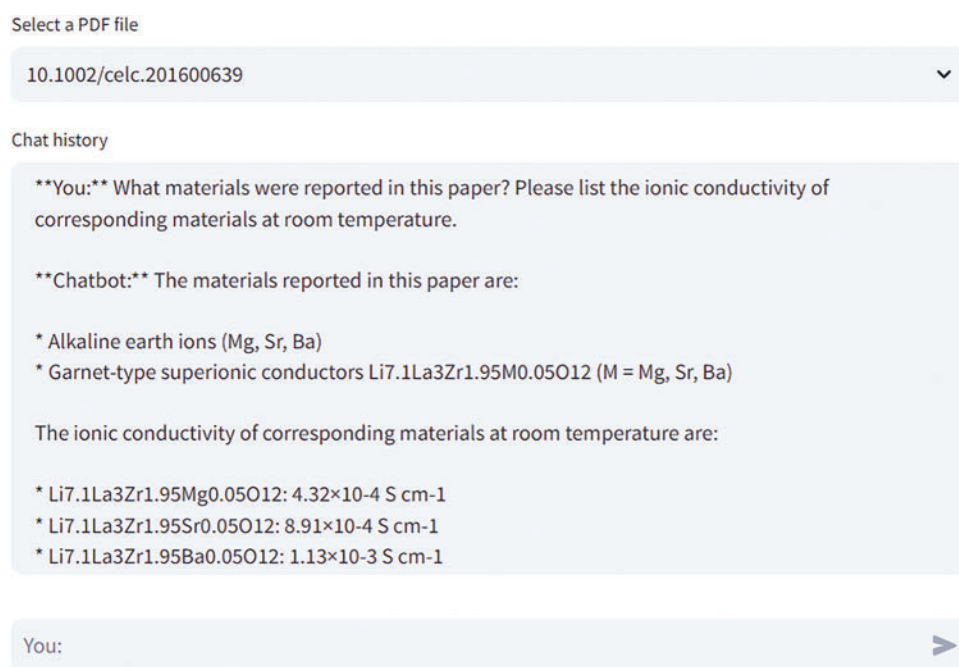 Select a PDF file
10.1002/celc.201600639
Chat history
**You:** What materials were reported in this paper? Please list the ionic conductivity of
corresponding materials at room temperature.
**Chatbot:** The materials reported in this paper are:
* Alkaline earth ions (Mg, Sr, Ba)
* Garnet-type superionic conductors Li7.1La3Zr1.95M0.05O12 (M = Mg, Sr, Ba)
The ionic conductivity of corresponding materials at room temperature are:
* Li7.1La3Zr1.95Mg0.05O12: 4.32×10-4 S cm-1
* Li7.1La3Zr1.95Sr0.05O12: 8.91×10-4 S cm-1
* Li7.1La3Zr1.95Ba0.05O12: 1.13×10-3 S cm-1
You: